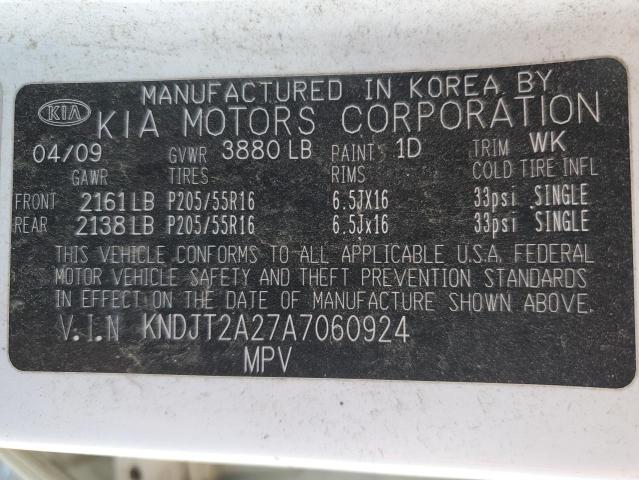 MANUFACTURED IN KOREA BY
KIA KIA MOTORS CORPORATION
04/09 GVWR 3880 LB PAINT 1D TRIM WK
GAWR TIRES RIMS COLD TIRE INFL
FRONT 2161 LB P205/55R16 6.5JX16 33psi SINGLE
REAR 2138 LB P205/55R16 6.5Jx16 33psi SINGLE
THIS VEHICLE CONFORMS TO ALL APPLICABLE U.S.A. FEDERAL
MOTOR VEHICLE SAFETY AND THEFT PREVENTION STANDARDS
IN EFFECT ON THE DATE OF MANUFACTURE SHOWN ABOVE.
V.I.N KNDJT2A27A7060924
MPV